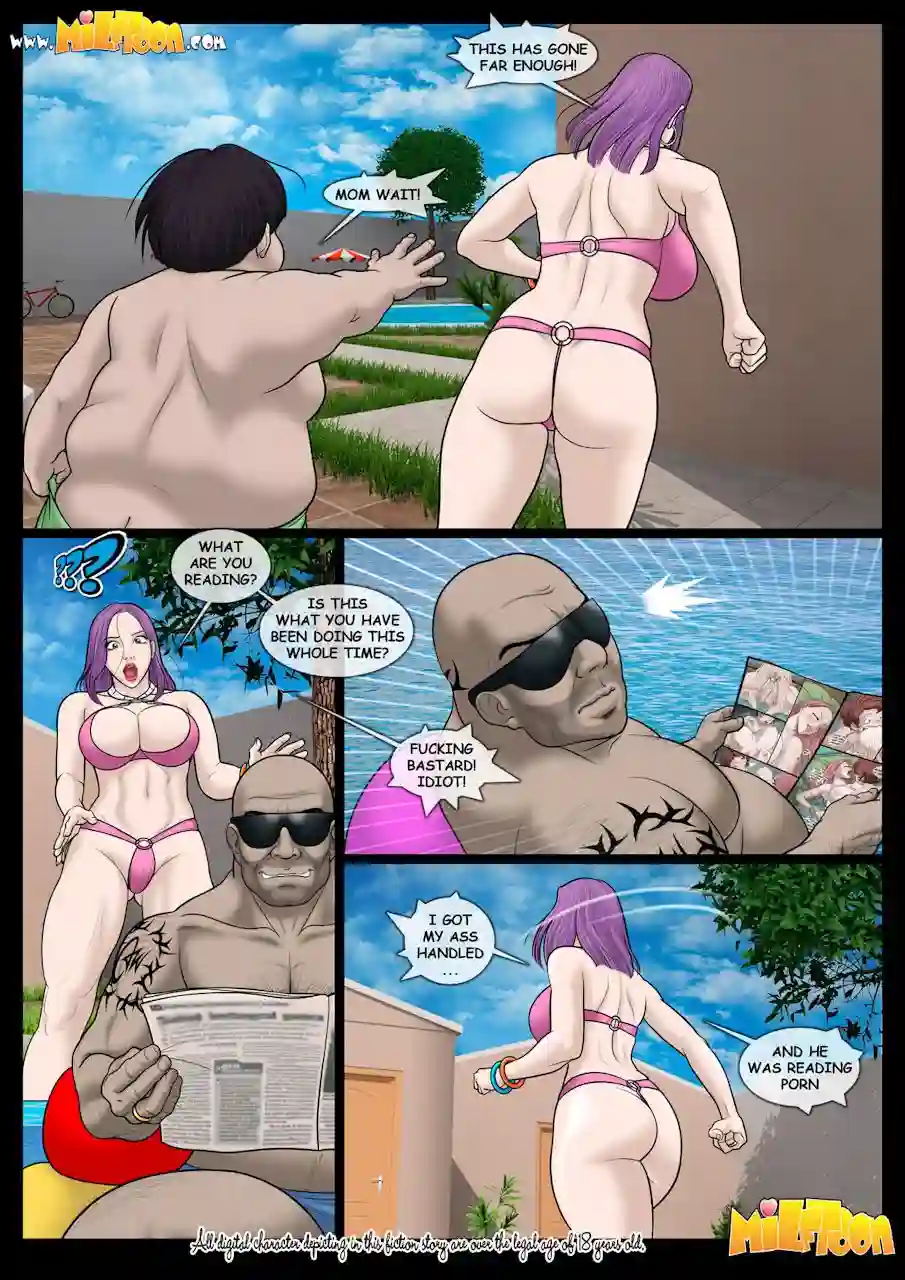 www.MILFTOON.com
THIS HAS GONE
FAR ENOUGH!
MOM WAIT!
???
WHAT
ARE YOU
READING?
IS THIS
WHAT YOU HAVE
BEEN DOING THIS
WHOLE TIME?
FUCKING
BASTARD!
IDIOT!
I GOT
MY ASS
HANDLED
...
AND HE
WAS READING
PORN
All digital character depicting in this fiction story are over the legal age of 18 years old.
MILFTOON